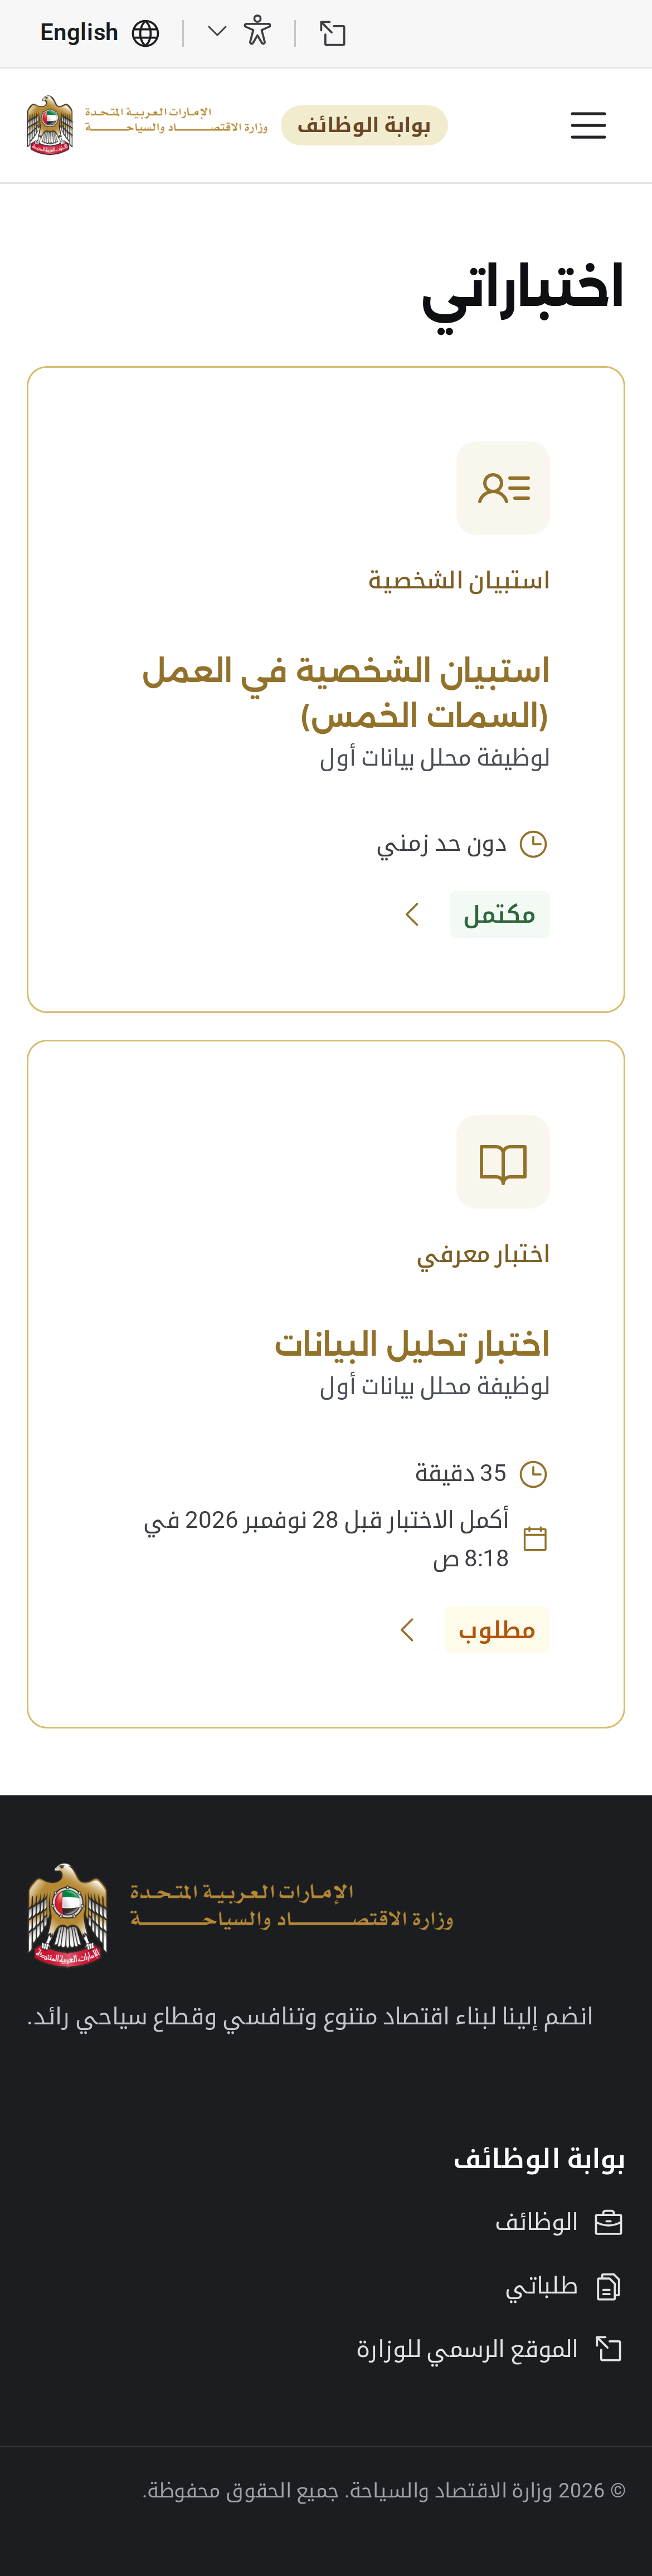 English
الإمارات العربية المتحدة
وزارة الاقتصاد والسياحة
بوابة الوظائف
اختباراتي
استبيان الشخصية
استبيان الشخصية في العمل
(السمات الخمس)
لوظيفة محلل بيانات أول
دون حد زمني
مكتمل
اختبار معرفي
اختبار تحليل البيانات
لوظيفة محلل بيانات أول
35 دقيقة
أكمل الاختبار قبل 28 نوفمبر 2026 في
8:18 ص
مطلوب
الإمارات العربية المتحدة
وزارة الاقتصاد والسياحة
انضم إلينا لبناء اقتصاد متنوع وتنافسي وقطاع سياحي رائد.
بوابة الوظائف
الوظائف
طلباتي
الموقع الرسمي للوزارة
© 2026 وزارة الاقتصاد والسياحة. جميع الحقوق محفوظة.